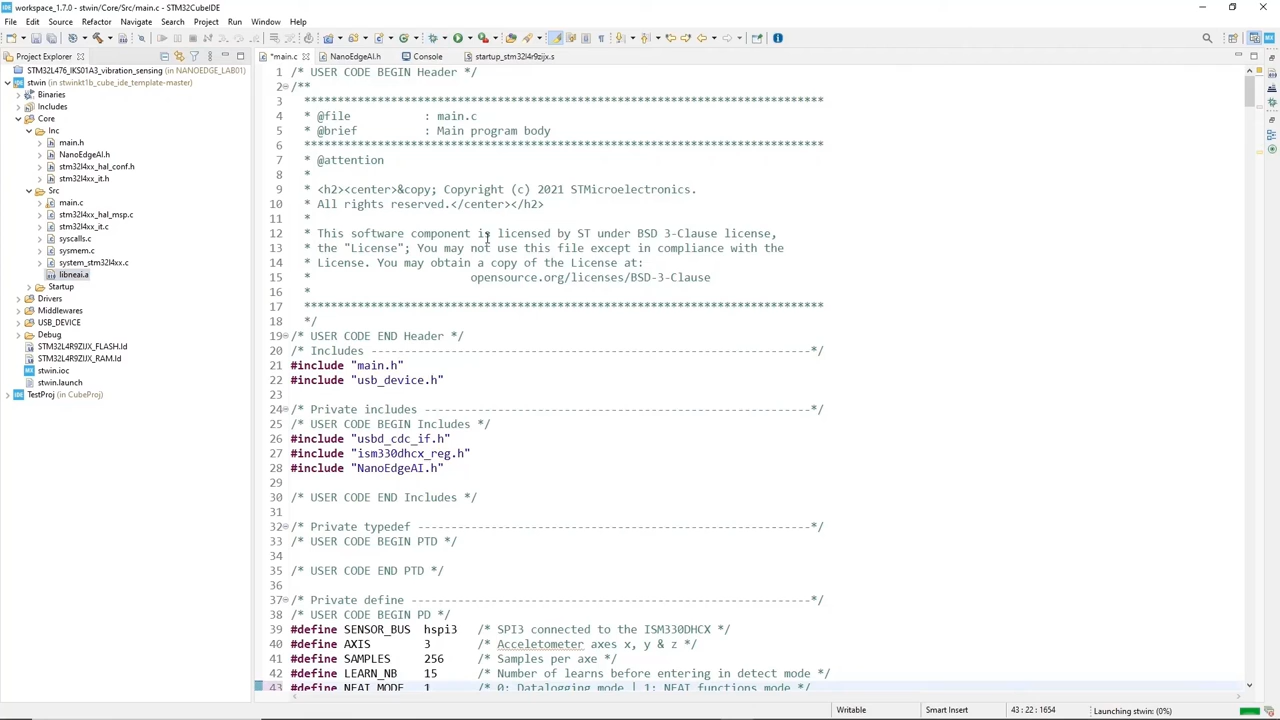 workspace_1.7.0 - stwin/Core/Src/main.c - STM32CubeIDE
File Edit Source Refactor Navigate Search Project Run Window Help
Project Explorer
*main.c
NanoEdgeAI.h
Console
startup_stm32l4r9zijx.s
STM32L476_IKS01A3_vibration_sensing (in NANOEDGE_LAB01)
stwin (in stwinkt1b_cube_ide_template-master)
Binaries
Includes
Core
Inc
main.h
NanoEdgeAI.h
stm32l4xx_hal_conf.h
stm32l4xx_it.h
Src
main.c
stm32l4xx_hal_msp.c
stm32l4xx_it.c
syscalls.c
sysmem.c
system_stm32l4xx.c
libneai.a
Startup
Drivers
Middlewares
USB_DEVICE
Debug
STM32L4R9ZIJX_FLASH.ld
STM32L4R9ZIJX_RAM.ld
stwin.ioc
stwin.launch
TestProj (in CubeProj)
1 /* USER CODE BEGIN Header */
2 /**
3 ******************************************************************************
4 * @file : main.c
5 * @brief : Main program body
6 ******************************************************************************
7 * @attention
8 *
9 * <h2><center>&copy; Copyright (c) 2021 STMicroelectronics.
10 * All rights reserved.</center></h2>
11 *
12 * This software component is licensed by ST under BSD 3-Clause license,
13 * the "License"; You may not use this file except in compliance with the
14 * License. You may obtain a copy of the License at:
15 * opensource.org/licenses/BSD-3-Clause
16 *
17 ******************************************************************************
18 */
19 /* USER CODE END Header */
20 /* Includes ------------------------------------------------------------------*/
21 #include "main.h"
22 #include "usb_device.h"
23
24 /* Private includes ----------------------------------------------------------*/
25 /* USER CODE BEGIN Includes */
26 #include "usbd_cdc_if.h"
27 #include "ism330dhcx_reg.h"
28 #include "NanoEdgeAI.h"
29
30 /* USER CODE END Includes */
31
32 /* Private typedef -----------------------------------------------------------*/
33 /* USER CODE BEGIN PTD */
34
35 /* USER CODE END PTD */
36
37 /* Private define ------------------------------------------------------------*/
38 /* USER CODE BEGIN PD */
39 #define SENSOR_BUS hspi3 /* SPI3 connected to the ISM330DHCX */
40 #define AXIS 3 /* Acceletometer axes x, y & z */
41 #define SAMPLES 256 /* Samples per axe */
42 #define LEARN_NB 15 /* Number of learns before entering in detect mode */
43 #define NEAI_MODE 1 /* 0: Datalogging mode | 1: NEAI functions mode */
Writable
Smart Insert
43 : 22 : 1654
Launching stwin: (0%)